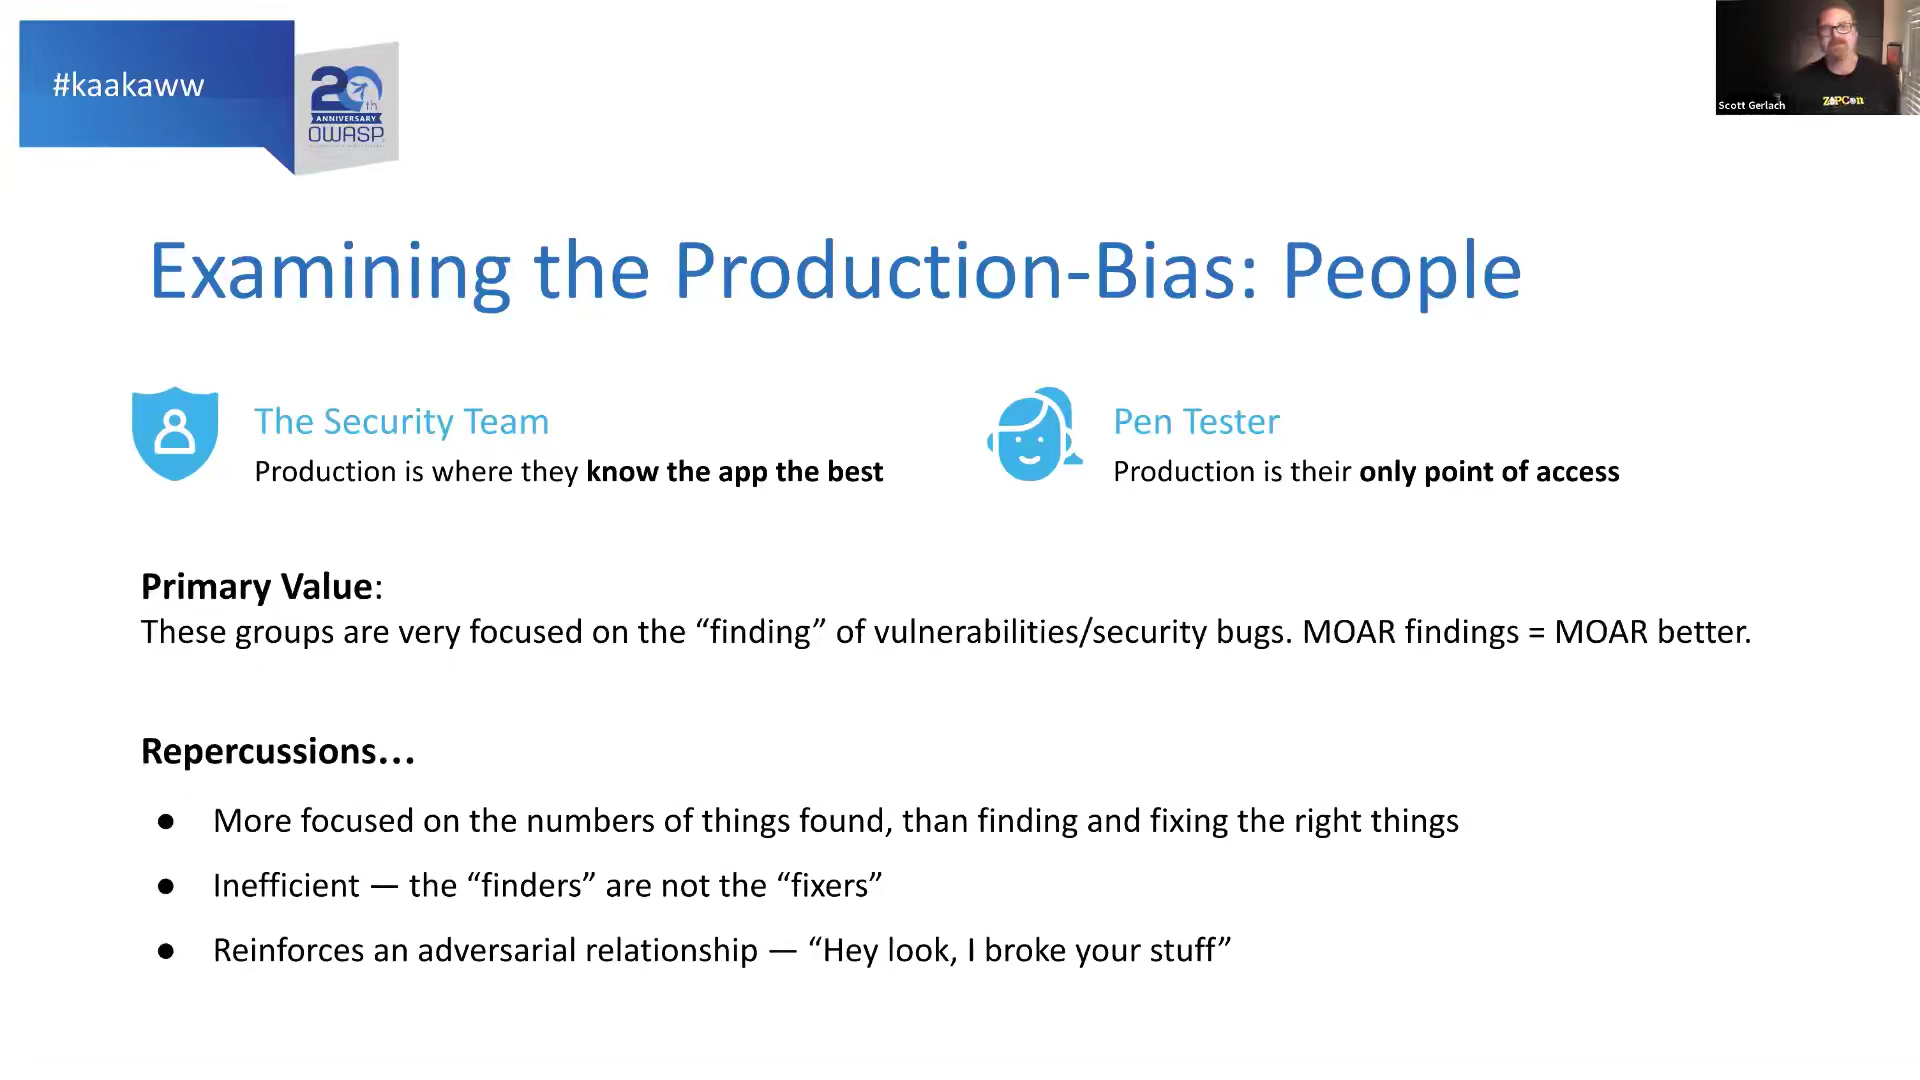 #kaakaww
20th
ANNIVERSARY
OWASP
Scott Gerlach
ZAPCon
Examining the Production-Bias: People
The Security Team
Production is where they know the app the best
Pen Tester
Production is their only point of access
Primary Value:
These groups are very focused on the “finding” of vulnerabilities/security bugs. MOAR findings = MOAR better.
Repercussions…
● More focused on the numbers of things found, than finding and fixing the right things
● Inefficient — the “finders” are not the “fixers”
● Reinforces an adversarial relationship — “Hey look, I broke your stuff”